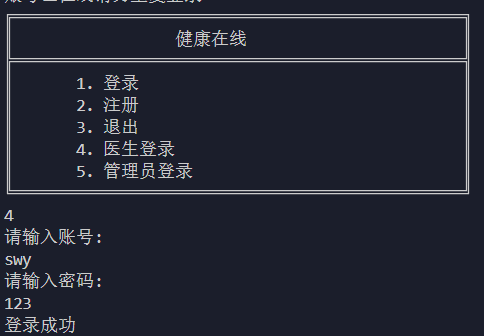 健康在线
1. 登录
2. 注册
3. 退出
4. 医生登录
5. 管理员登录
4
请输入账号:
swy
请输入密码:
123
登录成功